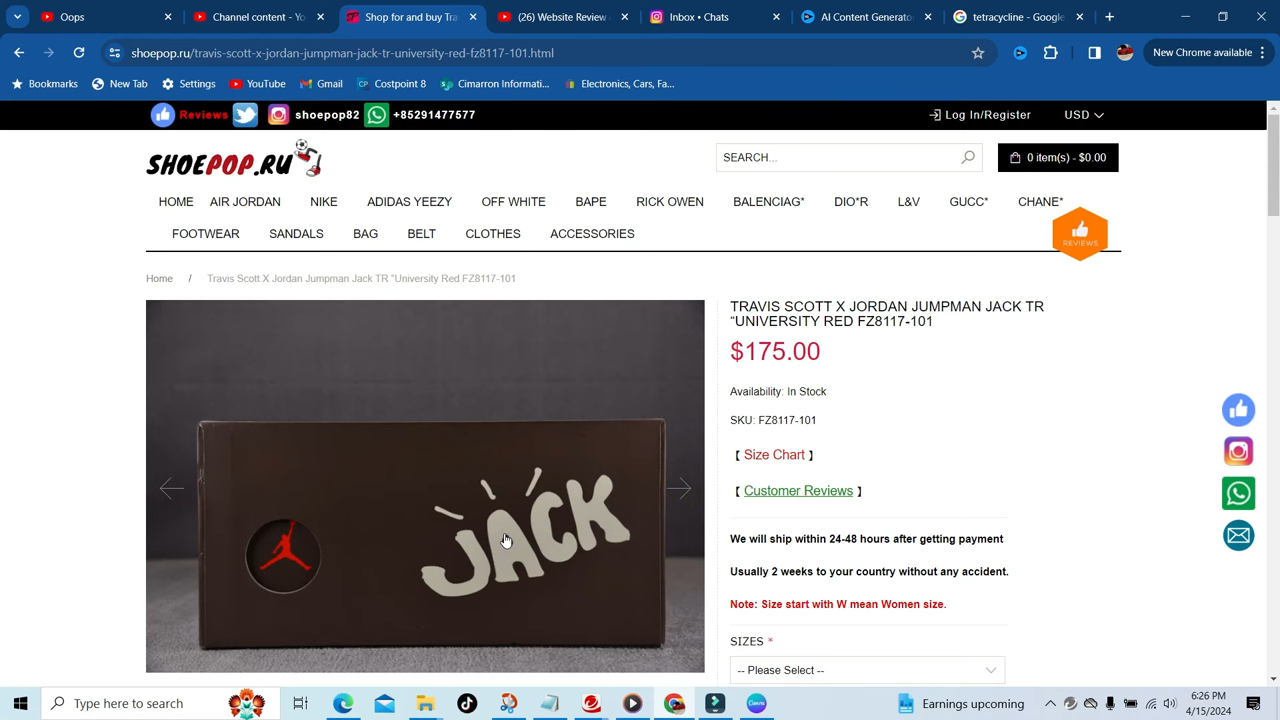 Content calendar - Yo
Oops
for and buy Tra
(26) Website Review
Inbox • Chats
AI Content Generato
tetracycline - Google
shoepop.ru/travis-scott-x-jordan-jumpman-jack-tr-university-red-fz8117-101.html
New Chrome available
Bookmarks
New Tab
Settings
YouTube
Gmail
Costpoint 8
Cimarron Informati...
Electronics, Cars, Fa...
Reviews
shoepop82
+85291477577
Log In/Register
USD
SHOEPOP.RU
SEARCH...
0 item(s) - $0.00
HOME AIR JORDAN NIKE ADIDAS YEEZY OFF WHITE BAPE RICK OWEN BALENCIAG* DIO*R L&V GUCC* CHANE*
FOOTWEAR SANDALS BAG BELT CLOTHES ACCESSORIES
REVIEWS
Home / Travis Scott X Jordan Jumpman Jack TR “University Red FZ8117-101
JACK
TRAVIS SCOTT X JORDAN JUMPMAN JACK TR
“UNIVERSITY RED FZ8117-101
$175.00
Availability: In Stock
SKU: FZ8117-101
【 Size Chart 】
【 Customer Reviews 】
We will ship within 24-48 hours after getting payment
Usually 2 weeks to your country without any accident.
Note: Size start with W mean Women size.
SIZES *
-- Please Select --
Type here to search
Earnings upcoming
6:26 PM
4/15/2024